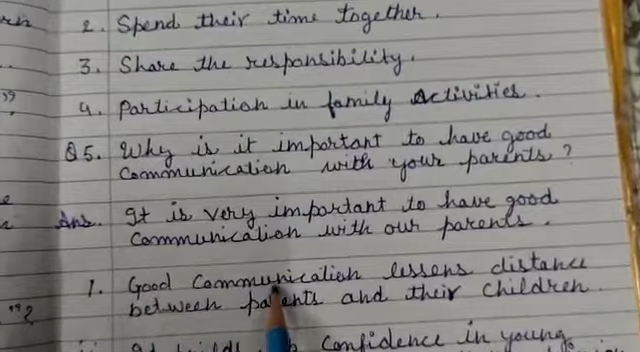 2. Spend their time together.
3. Share the responsibility.
4. Participation in family Activities.
Q5. Why is it important to have good
communication with your parents?
Ans. It is very important to have good
communication with our parents.
1. Good Communication lessens distance
between parents and their children.
confidence in young